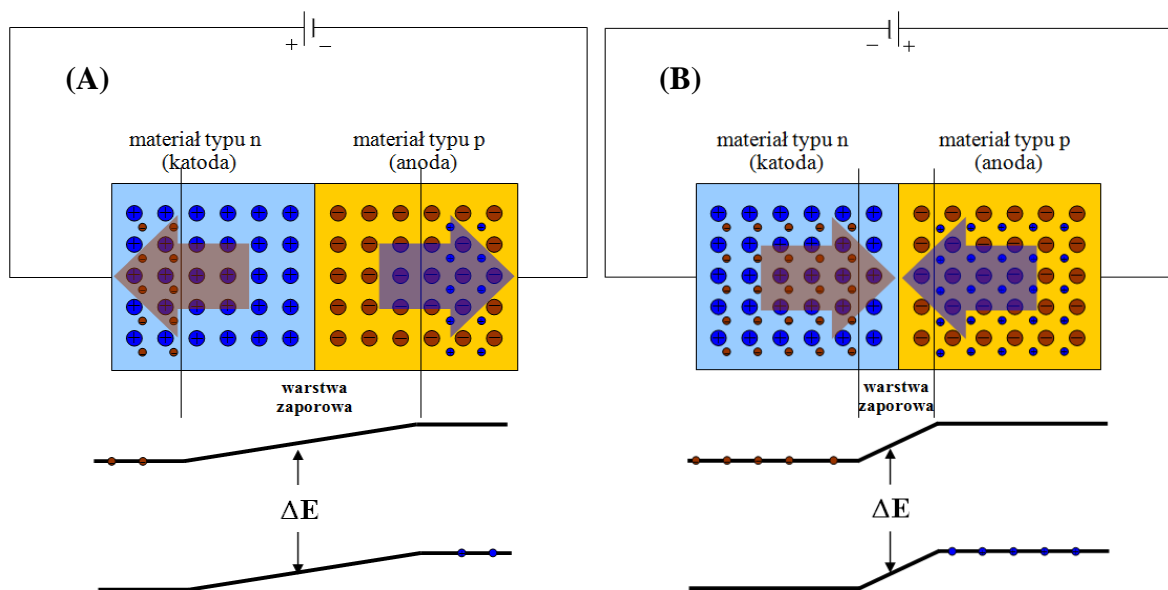 + −
(A)
materiał typu n
(katoda)
materiał typu p
(anoda)
warstwa
zaporowa
ΔE
− +
(B)
materiał typu n
(katoda)
materiał typu p
(anoda)
warstwa
zaporowa
ΔE